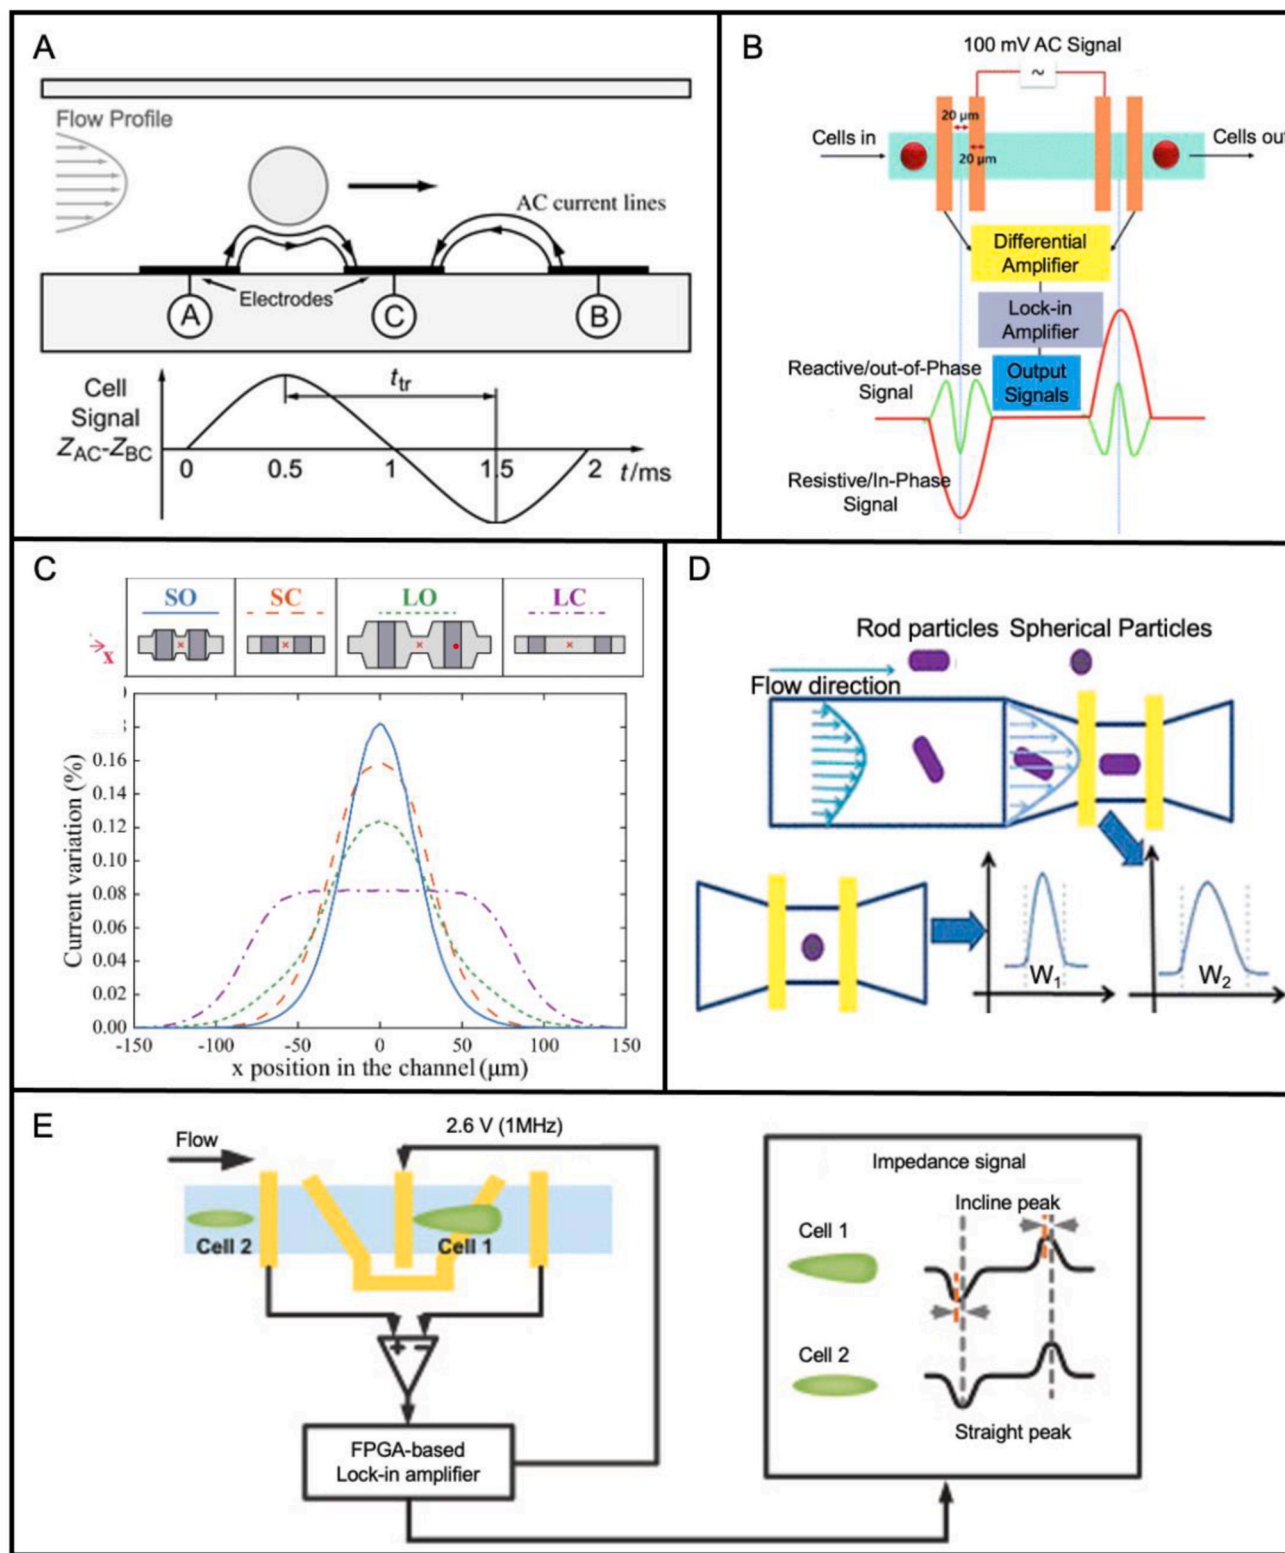 A
Flow Profile
AC current lines
Electrodes
A
C
B
Cell
Signal
Z_AC-Z_BC
t_tr
0
0.5
1
1.5
2
t/ms
B
100 mV AC Signal
~
20 µm
Cells in
Cells out
20 µm
Differential
Amplifier
Lock-in
Amplifier
Reactive/out-of-Phase
Signal
Output
Signals
Resistive/In-Phase
Signal
C
SO
SC
LO
LC
x
Current variation (%)
0.16
0.14
0.12
0.10
0.08
0.06
0.04
0.02
0.00
-150
-100
-50
0
50
100
150
x position in the channel (µm)
D
Rod particles
Spherical Particles
Flow direction
W1
W2
E
2.6 V (1MHz)
Flow
Cell 2
Cell 1
+ −
FPGA-based
Lock-in amplifier
Impedance signal
Incline peak
Cell 1
Cell 2
Straight peak